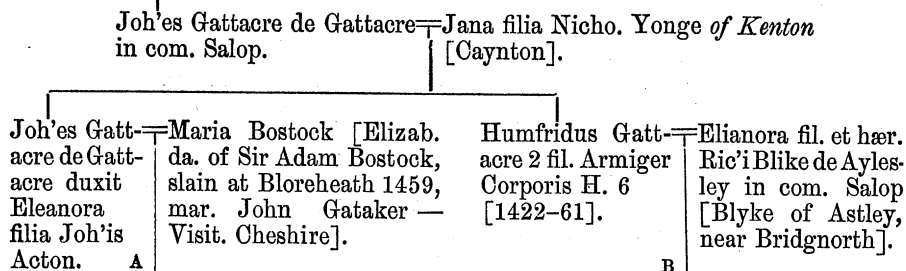 Joh'es Gattacre de Gattacre=Jana filia Nicho. Yonge of Kenton
in com. Salop. [Caynton].
Joh'es Gatt-
acre de Gatt-
acre duxit
Eleanora
filia Joh'is
Acton. A
Maria Bostock [Elizab.
da. of Sir Adam Bostock,
slain at Bloreheath 1459,
mar. John Gataker —
Visit. Cheshire].
Humfridus Gatt-
acre 2 fil. Armiger
Corporis H. 6
[1422–61].
Elianora fil. et hær.
Ric'i Blike de Ayles-
ley in com. Salop
[Blyke of Astley,
near Bridgnorth].
B